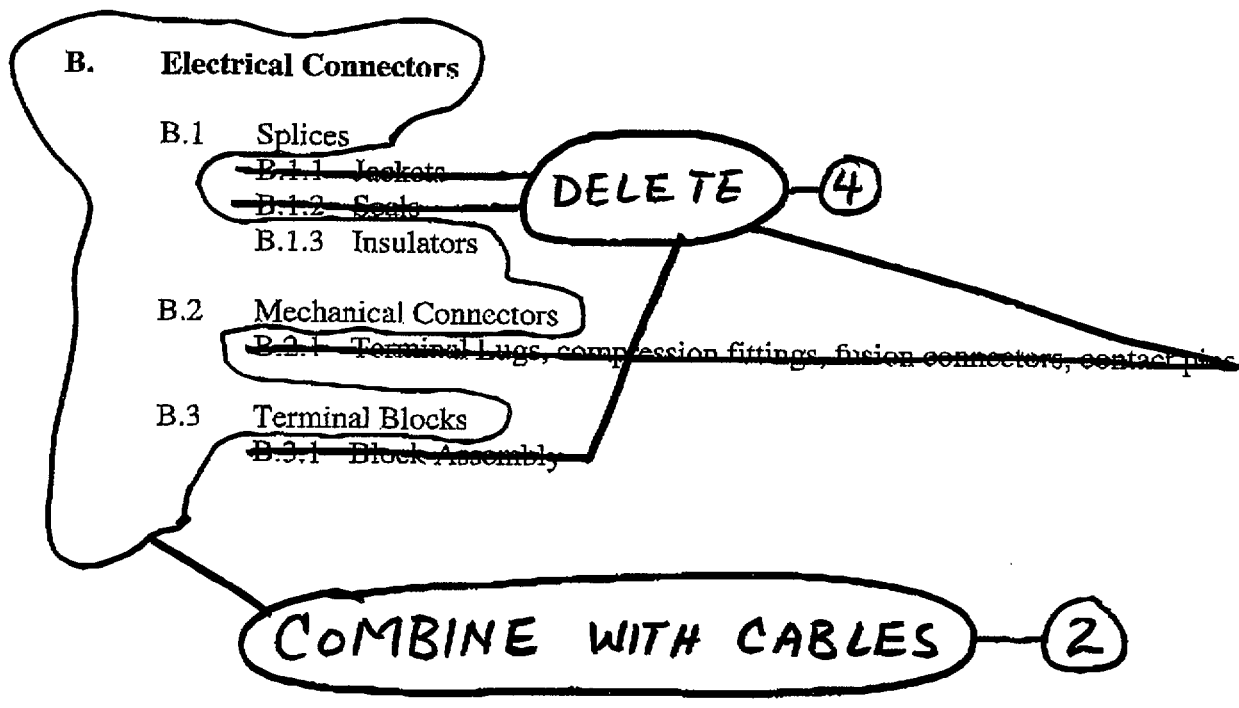 B. Electrical Connectors
B.1 Splices
B.1.1 Jackets
B.1.2 Seals
DELETE
4
B.1.3 Insulators
B.2 Mechanical Connectors
B.2.1 Terminal Lugs, compression fittings, fusion connectors, contact pins
B.3 Terminal Blocks
B.3.1 Block Assembly
COMBINE WITH CABLES
2